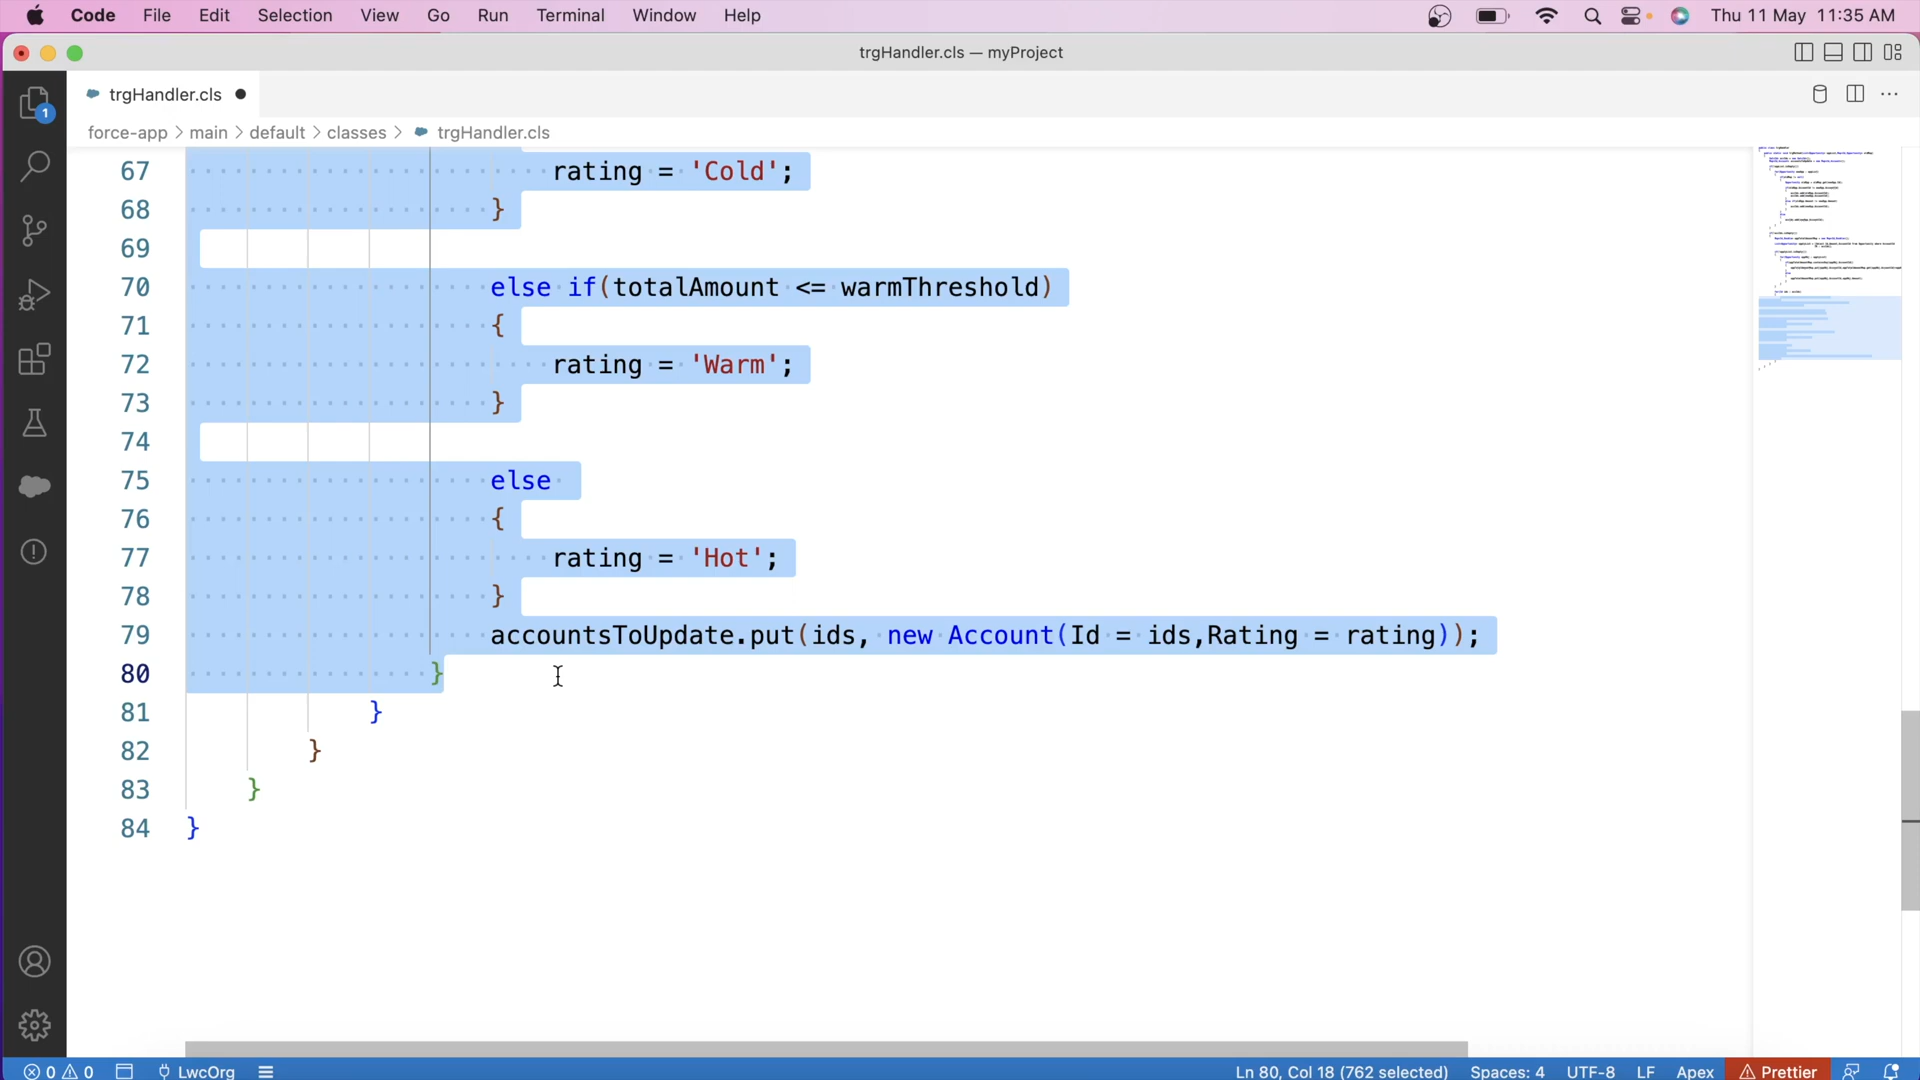 Code File Edit Selection View Go Run Terminal Window Help Thu 11 May 11:35 AM
trgHandler.cls — myProject
trgHandler.cls
force-app > main > default > classes > trgHandler.cls
1
67 rating = 'Cold';
68 }
69
70 else if(totalAmount <= warmThreshold)
71 {
72 rating = 'Warm';
73 }
74
75 else
76 {
77 rating = 'Hot';
78 }
79 accountsToUpdate.put(ids, new Account(Id = ids,Rating = rating));
80 }
81 }
82 }
83 }
84 }
0 0 LwcOrg Ln 80, Col 18 (762 selected) Spaces: 4 UTF-8 LF Apex Prettier